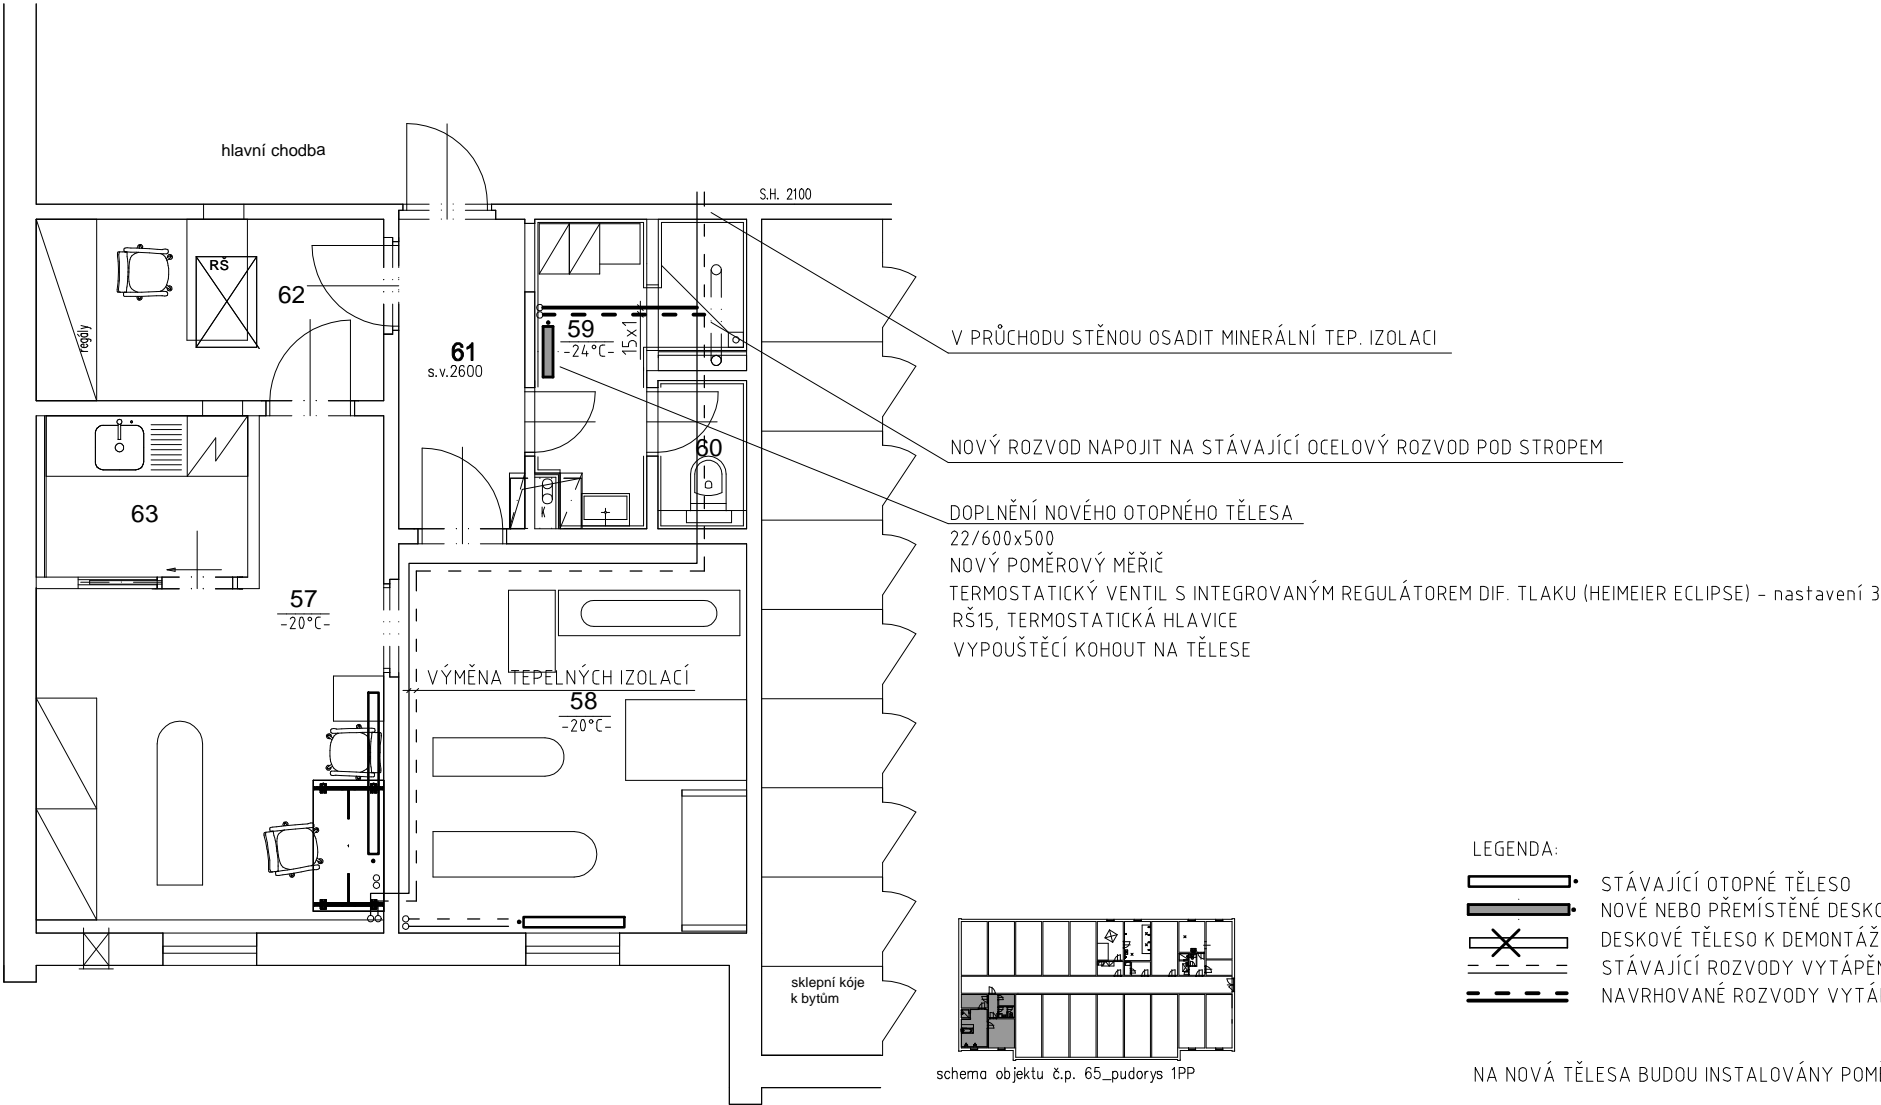 hlavní chodba
S.H. 2100
RŠ
62
regály
61
s.v.2600
59
-24°C-
15x1
60
K
63
57
-20°C-
VÝMĚNA TEPELNÝCH IZOLACÍ
58
-20°C-
V PRŮCHODU STĚNOU OSADIT MINERÁLNÍ TEP. IZOLACI
NOVÝ ROZVOD NAPOJIT NA STÁVAJÍCÍ OCELOVÝ ROZVOD POD STROPEM
DOPLNĚNÍ NOVÉHO OTOPNÉHO TĚLESA
22/600x500
NOVÝ POMĚROVÝ MĚŘIČ
TERMOSTATICKÝ VENTIL S INTEGROVANÝM REGULÁTOREM DIF. TLAKU (HEIMEIER ECLIPSE) - nastavení 3
RŠ15, TERMOSTATICKÁ HLAVICE
VYPOUŠTĚCÍ KOHOUT NA TĚLESE
sklepní kóje
k bytům
schema objektu č.p. 65_pudorys 1PP
LEGENDA:
STÁVAJÍCÍ OTOPNÉ TĚLESO
NOVÉ NEBO PŘEMÍSTĚNÉ DESKO
DESKOVÉ TĚLESO K DEMONTÁŽ
STÁVAJÍCÍ ROZVODY VYTÁPĚN
NAVRHOVANÉ ROZVODY VYTÁ
NA NOVÁ TĚLESA BUDOU INSTALOVÁNY POMĚ